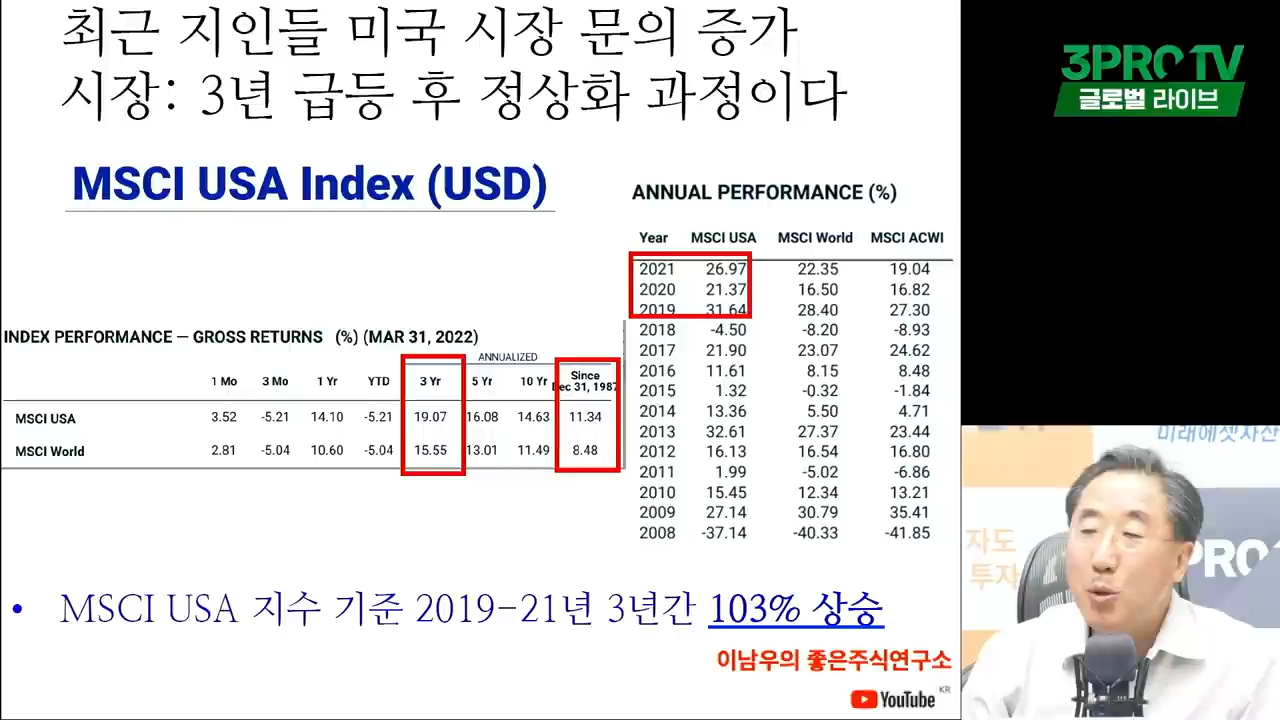 최근 지인들 미국 시장 문의 증가
시장: 3년 급등 후 정상화 과정이다
3PRO TV
글로벌 라이브
MSCI USA Index (USD)
ANNUAL PERFORMANCE (%)
Year MSCI USA MSCI World MSCI ACWI
2021 26.97 22.35 19.04
2020 21.37 16.50 16.82
2019 31.64 28.40 27.30
2018 -4.50 -8.20 -8.93
2017 21.90 23.07 24.62
2016 11.61 8.15 8.48
2015 1.32 -0.32 -1.84
2014 13.36 5.50 4.71
2013 32.61 27.37 23.44
2012 16.13 16.54 16.80
2011 1.99 -5.02 -6.86
2010 15.45 12.34 13.21
2009 27.14 30.79 35.41
2008 -37.14 -40.33 -41.85
INDEX PERFORMANCE — GROSS RETURNS (%) (MAR 31, 2022)
ANNUALIZED
1 Mo 3 Mo 1 Yr YTD 3 Yr 5 Yr 10 Yr Since Dec 31, 1987
MSCI USA 3.52 -5.21 14.10 -5.21 19.07 16.08 14.63 11.34
MSCI World 2.81 -5.04 10.60 -5.04 15.55 13.01 11.49 8.48
• MSCI USA 지수 기준 2019-21년 3년간 103% 상승
이남우의 좋은주식연구소
YouTube KR
미래에셋자산
자도
투자
PRO